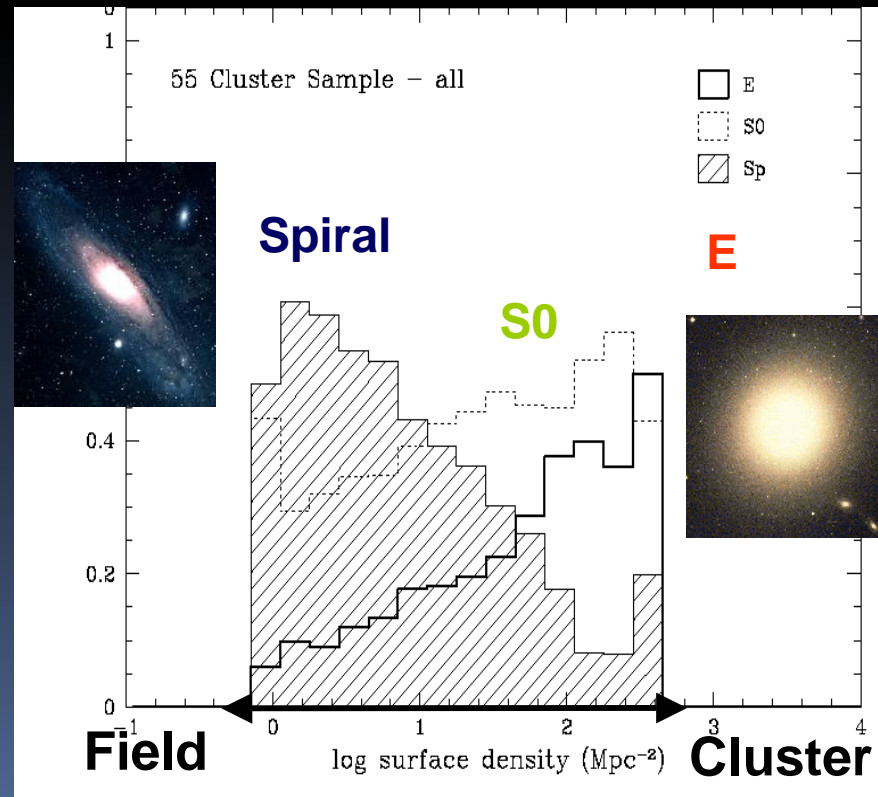 1
55 Cluster Sample – all
E
S0
Sp
Spiral
E
S0
0.4
0.2
0
-1 0 1 2 3 4
Field log surface density (Mpc⁻²) Cluster